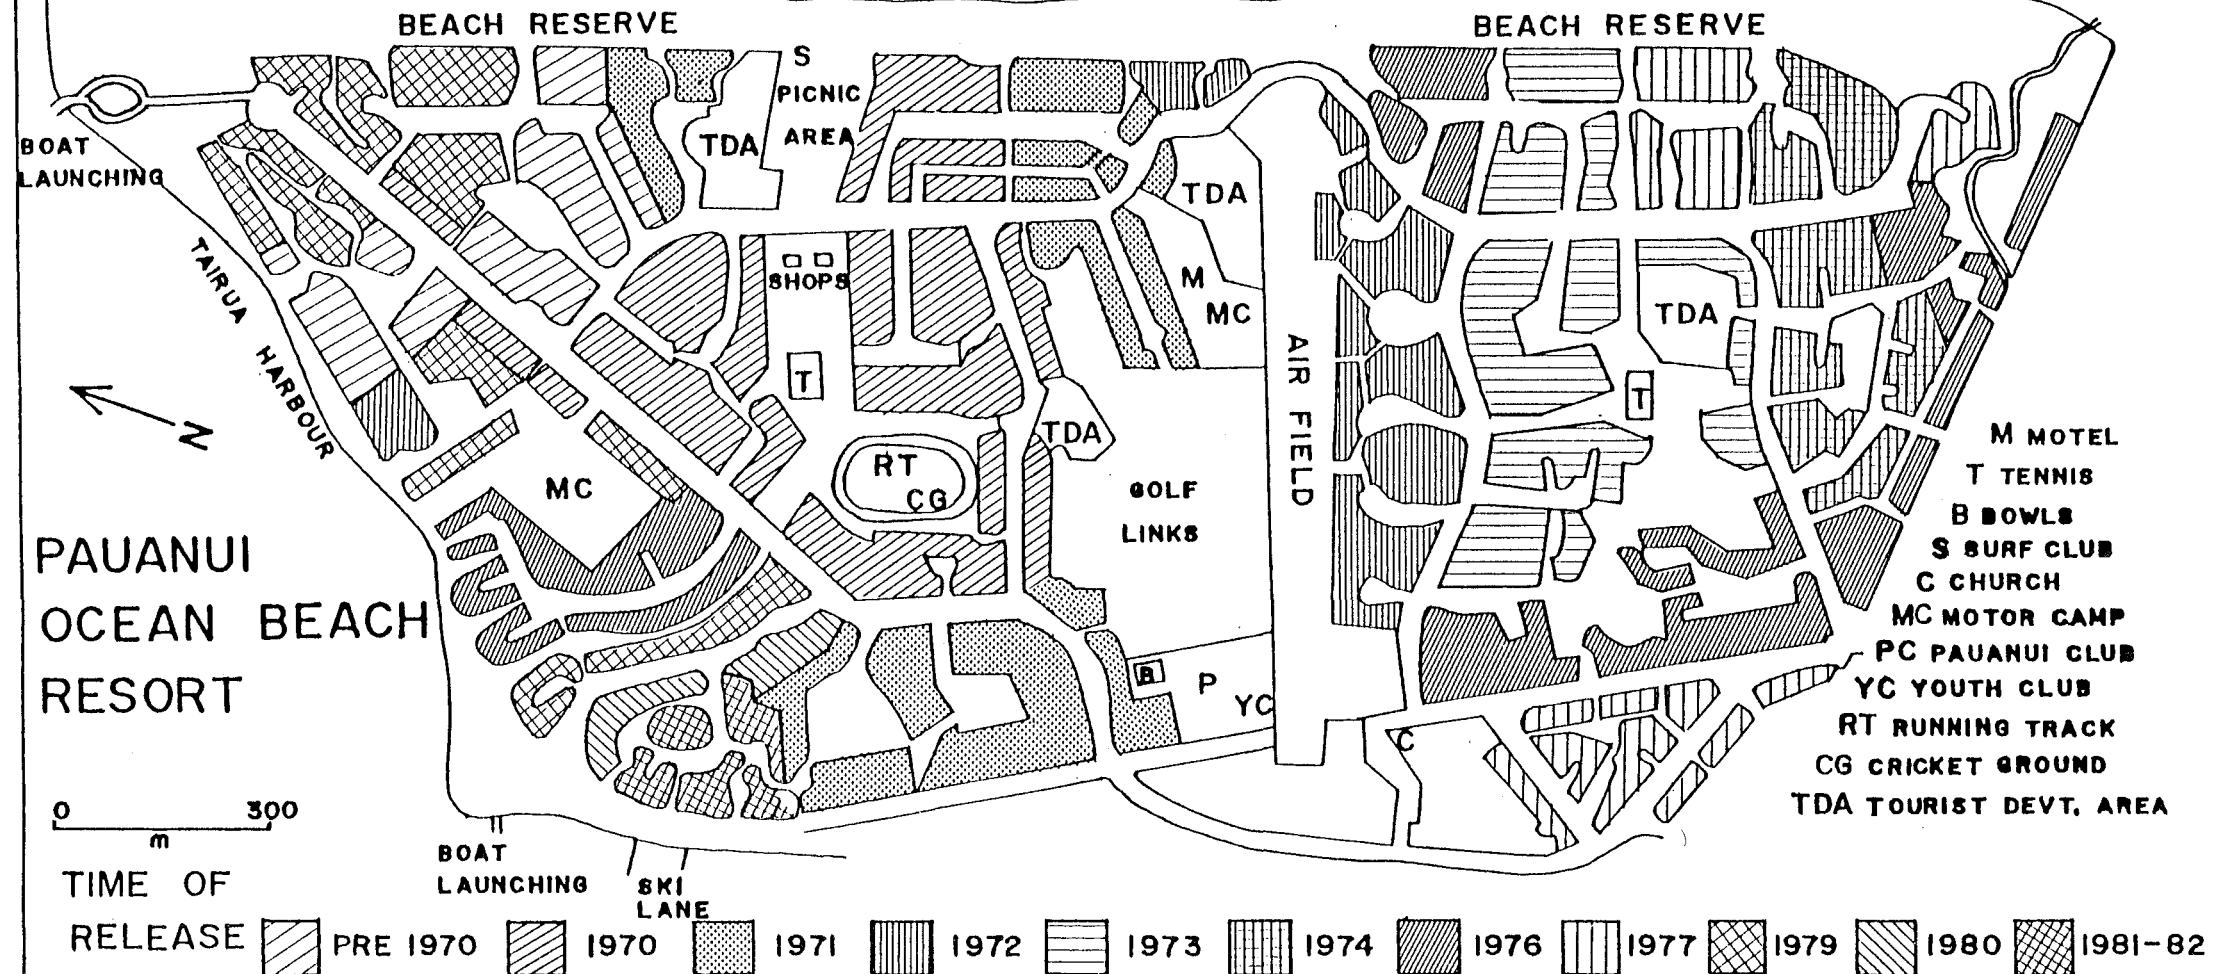 BEACH RESERVE
BEACH RESERVE
S
PICNIC
AREA
TDA
BOAT
LAUNCHING
TDA
TAIRUA HARBOUR
SHOPS
M
MC
TDA
AIR FIELD
T
T
N
TDA
RT
CG
MC
GOLF
LINKS
M MOTEL
T TENNIS
B BOWLS
S SURF CLUB
C CHURCH
MC MOTOR CAMP
PC PAUANUI CLUB
YC YOUTH CLUB
RT RUNNING TRACK
CG CRICKET GROUND
TDA TOURIST DEVT. AREA
PAUANUI
OCEAN BEACH
RESORT
B
P
YC
C
0 300
m
BOAT
LAUNCHING
SKI
LANE
TIME OF
RELEASE
PRE 1970 1970 1971 1972 1973 1974 1976 1977 1979 1980 1981-82